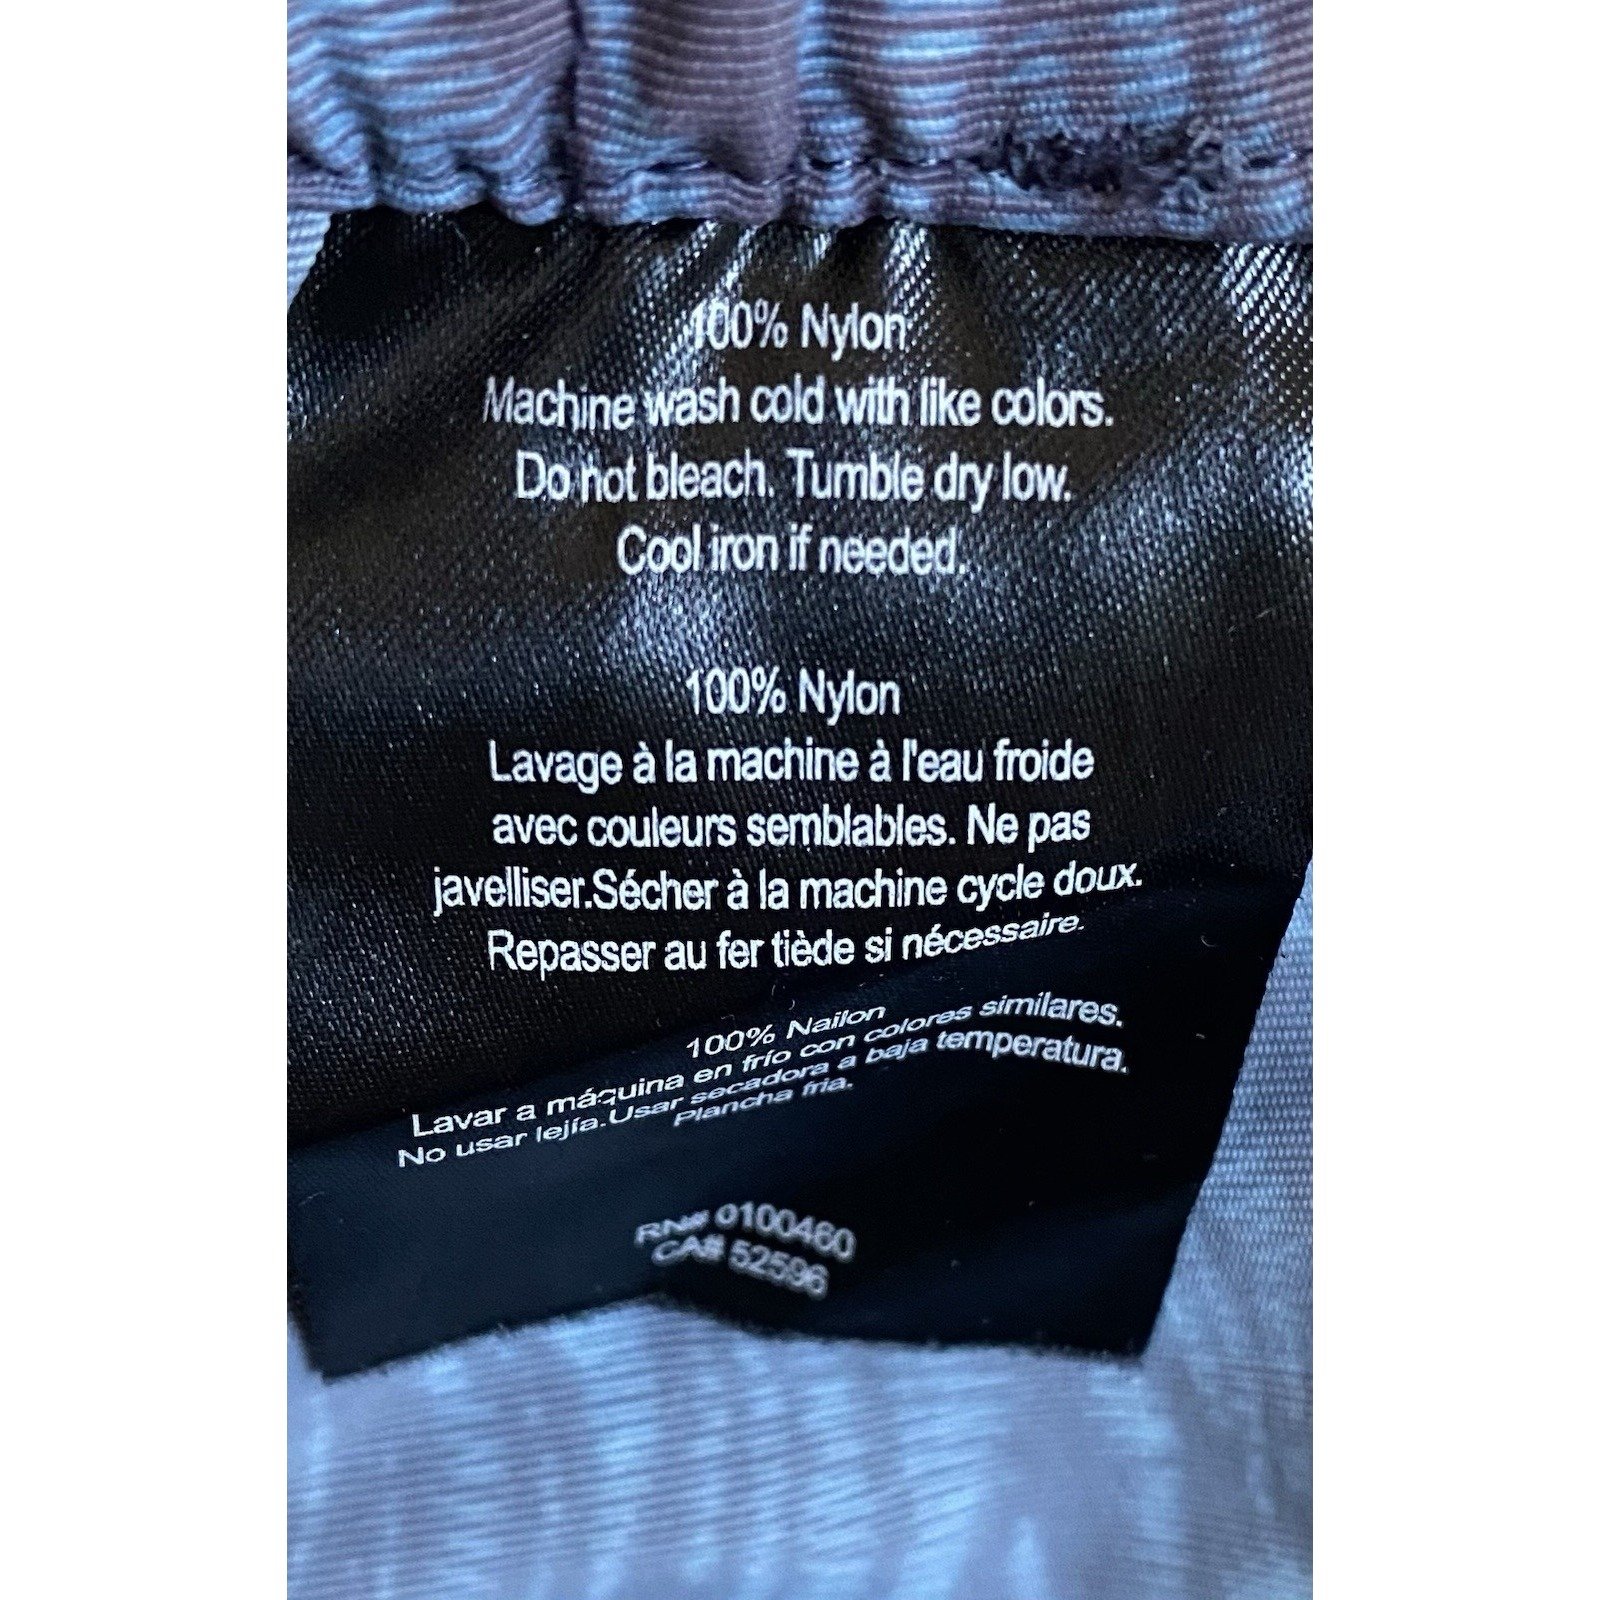 100% Nylon
Machine wash cold with like colors.
Do not bleach. Tumble dry low.
Cool iron if needed.
100% Nylon
Lavage à la machine à l'eau froide
avec couleurs semblables. Ne pas
javelliser.Sécher à la machine cycle doux.
Repasser au fer tiède si nécessaire.
100% Nailon
Lavar a máquina en frío con colores similares.
No usar lejía.Usar secadora a baja temperatura.
Plancha fria.
RN# 0100460
CA# 52596